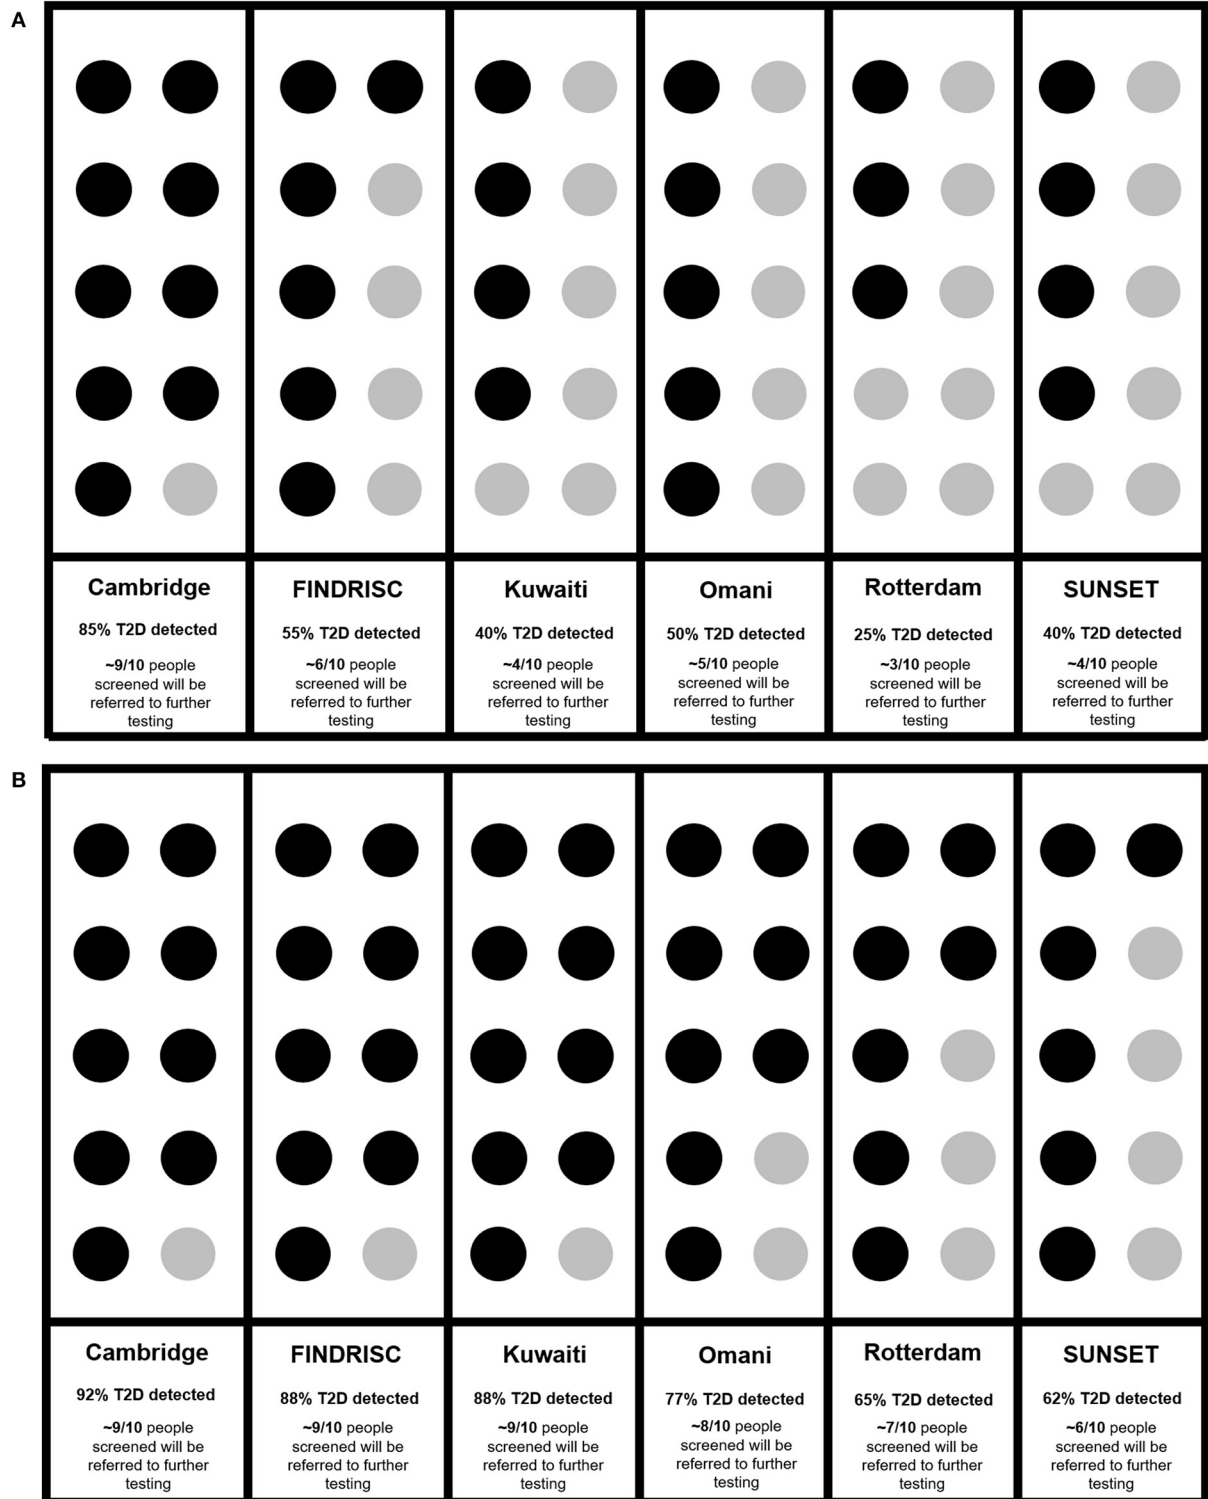 A
Cambridge
85% T2D detected
~9/10 people
screened will be
referred to further
testing
FINDRISC
55% T2D detected
~6/10 people
screened will be
referred to further
testing
Kuwaiti
40% T2D detected
~4/10 people
screened will be
referred to further
testing
Omani
50% T2D detected
~5/10 people
screened will be
referred to further
testing
Rotterdam
25% T2D detected
~3/10 people
screened will be
referred to further
testing
SUNSET
40% T2D detected
~4/10 people
screened will be
referred to further
testing
B
Cambridge
92% T2D detected
~9/10 people
screened will be
referred to further
testing
FINDRISC
88% T2D detected
~9/10 people
screened will be
referred to further
testing
Kuwaiti
88% T2D detected
~9/10 people
screened will be
referred to further
testing
Omani
77% T2D detected
~8/10 people
screened will be
referred to further
testing
Rotterdam
65% T2D detected
~7/10 people
screened will be
referred to further
testing
SUNSET
62% T2D detected
~6/10 people
screened will be
referred to further
testing